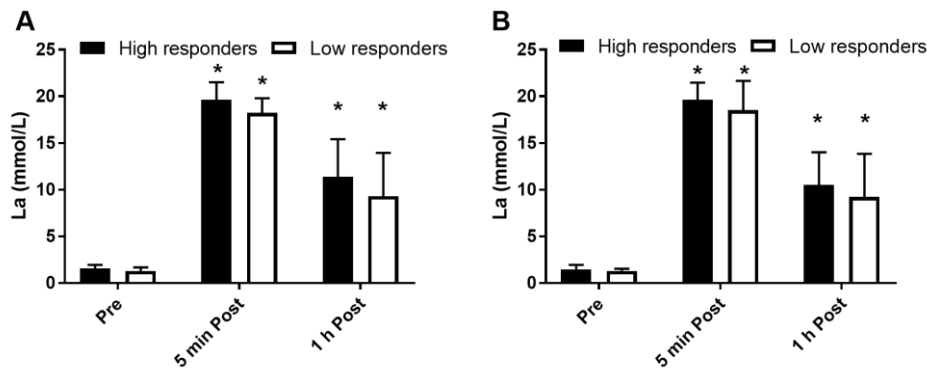 A
La (mmol/L)
25
20
15
10
5
0
High responders
Low responders
* * * *
Pre
5 min Post
1 h Post
B
La (mmol/L)
25
20
15
10
5
0
High responders
Low responders
* * * *
Pre
5 min Post
1 h Post